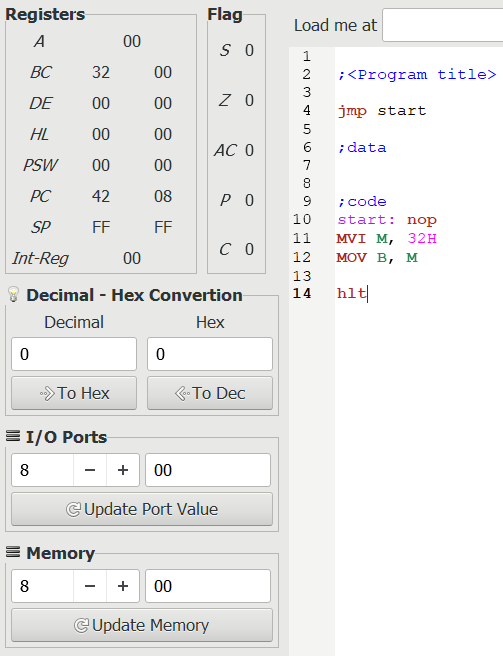 Registers
A 00
BC 32 00
DE 00 00
HL 00 00
PSW 00 00
PC 42 08
SP FF FF
Int-Reg 00
Flag
S 0
Z 0
AC 0
P 0
C 0
Decimal - Hex Convertion
Decimal Hex
0 0
To Hex To Dec
I/O Ports
8 − + 00
Update Port Value
Memory
8 − + 00
Update Memory
Load me at
1
2 ;<Program title>
3
4 jmp start
5
6 ;data
7
8
9 ;code
10 start: nop
11 MVI M, 32H
12 MOV B, M
13
14 hlt